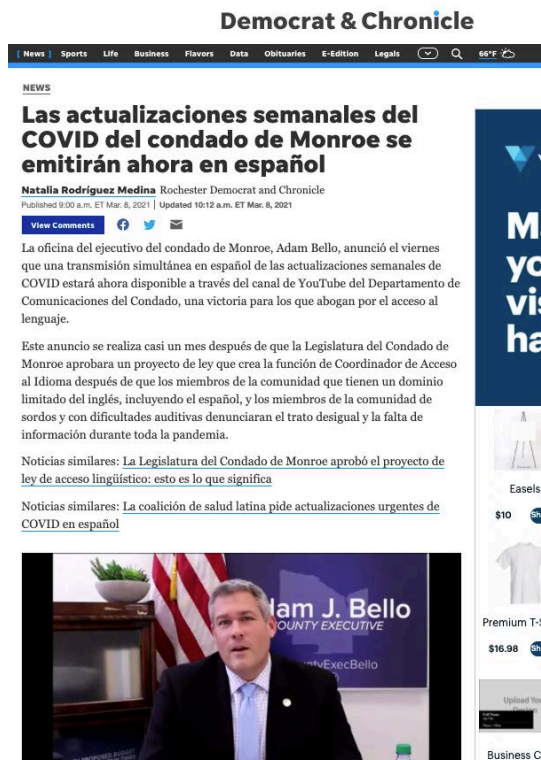 Democrat & Chronicle
[ News ] Sports Life Business Flavors Data Obituaries E-Edition Legals 66°F
NEWS
Las actualizaciones semanales del
COVID del condado de Monroe se
emitirán ahora en español
Natalia Rodríguez Medina Rochester Democrat and Chronicle
Published 9:00 a.m. ET Mar. 8, 2021 | Updated 10:12 a.m. ET Mar. 8, 2021
View Comments
La oficina del ejecutivo del condado de Monroe, Adam Bello, anunció el viernes
que una transmisión simultánea en español de las actualizaciones semanales de
COVID estará ahora disponible a través del canal de YouTube del Departamento de
Comunicaciones del Condado, una victoria para los que abogan por el acceso al
lenguaje.
Este anuncio se realiza casi un mes después de que la Legislatura del Condado de
Monroe aprobara un proyecto de ley que crea la función de Coordinador de Acceso
al Idioma después de que los miembros de la comunidad que tienen un dominio
limitado del inglés, incluyendo el español, y los miembros de la comunidad de
sordos y con dificultades auditivas denunciaran el trato desigual y la falta de
información durante toda la pandemia.
Noticias similares: La Legislatura del Condado de Monroe aprobó el proyecto de
ley de acceso lingüístico: esto es lo que significa
Noticias similares: La coalición de salud latina pide actualizaciones urgentes de
COVID en español
dam J. Bello
OUNTY EXECUTIVE
ntyExecBello
PROPOSED BUDGET
M
yo
vis
ha
Easels
$10 Sh
Premium T-S
$16.98 Sh
Upload You
Design
Business C